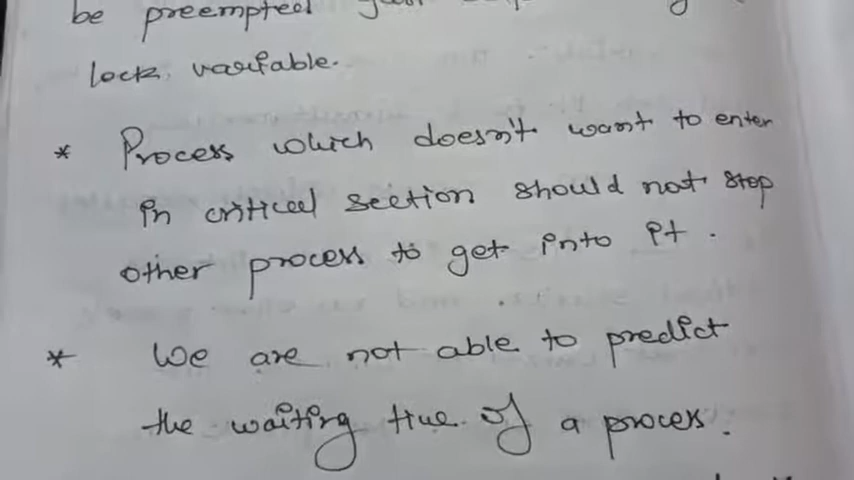 be preempted
lock variable.
* Process which doesn't want to enter
in critical section should not stop
other process to get into it.
* We are not able to predict
the waiting time of a process.